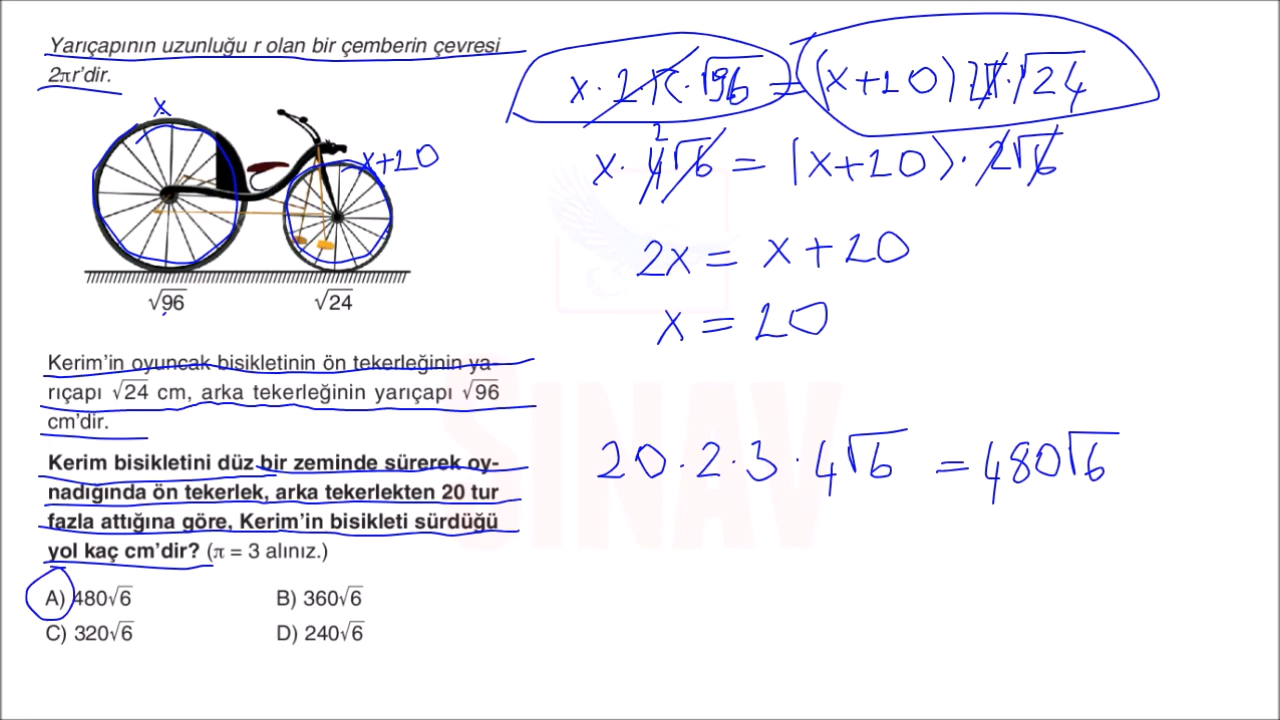 Yarıçapının uzunluğu r olan bir çemberin çevresi
2πr’dir.
x
x+20
√96
√24
Kerim’in oyuncak bisikletinin ön tekerleğinin ya-
rıçapı √24 cm, arka tekerleğinin yarıçapı √96
cm’dir.
Kerim bisikletini düz bir zeminde sürerek oy-
nadığında ön tekerlek, arka tekerlekten 20 tur
fazla attığına göre, Kerim’in bisikleti sürdüğü
yol kaç cm’dir? (π = 3 alınız.)
A) 480√6
B) 360√6
C) 320√6
D) 240√6
x · 2·π · √96 = (x+20) 2π · √24
2
x · 4√6 = (x+20) · 2√6
2x = x+20
x = 20
20 · 2 · 3 · 4√6 = 480√6
SINAV